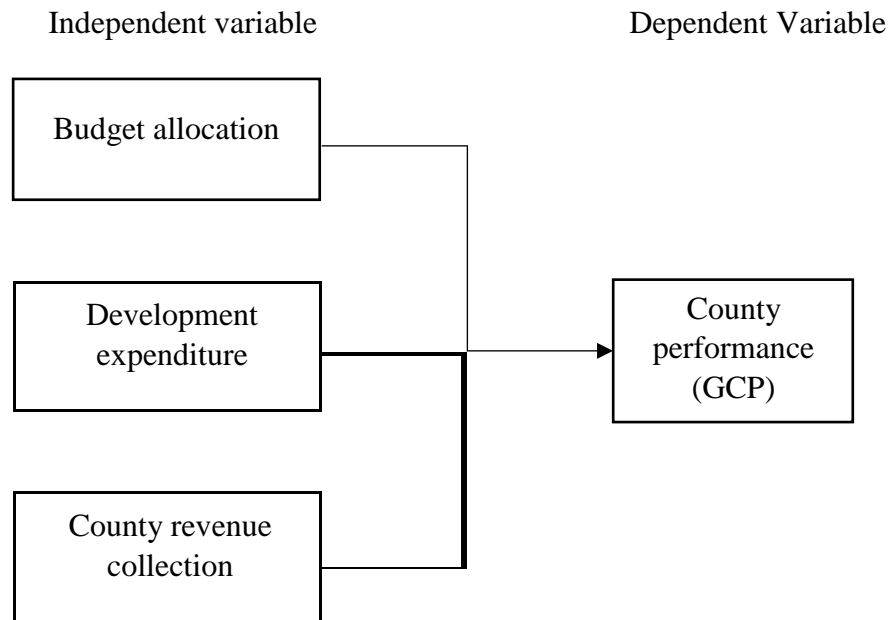 Independent variable
Dependent Variable
Budget allocation
Development
expenditure
County revenue
collection
County
performance
(GCP)